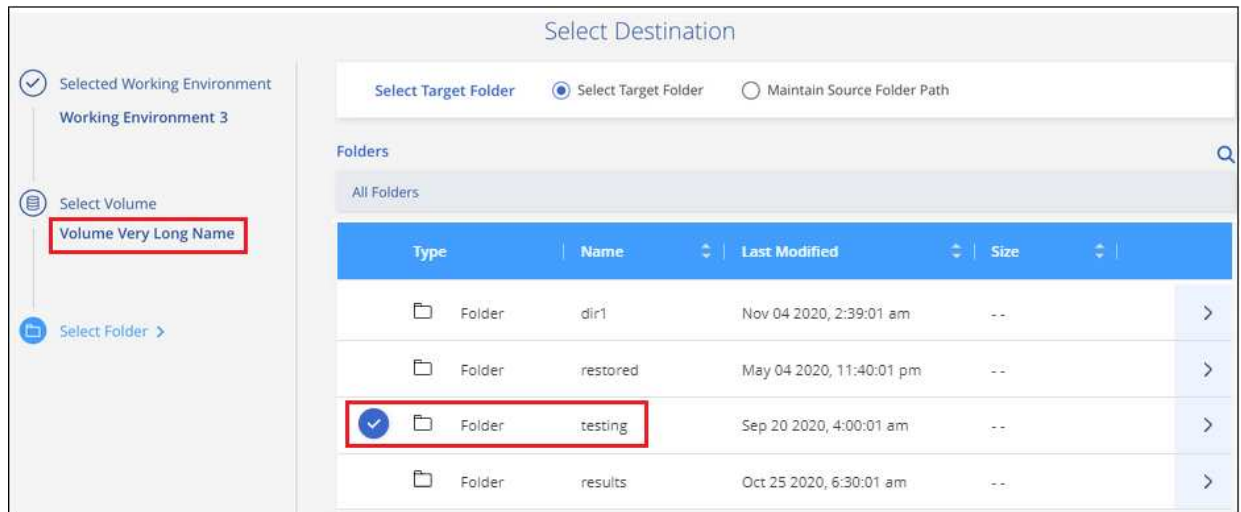 Select Destination
Selected Working Environment
Working Environment 3
Select Volume
Volume Very Long Name
Select Folder >
Select Target Folder Select Target Folder Maintain Source Folder Path
Folders
All Folders
Type Name Last Modified Size
Folder dir1 Nov 04 2020, 2:39:01 am --
Folder restored May 04 2020, 11:40:01 pm --
Folder testing Sep 20 2020, 4:00:01 am --
Folder results Oct 25 2020, 6:30:01 am --